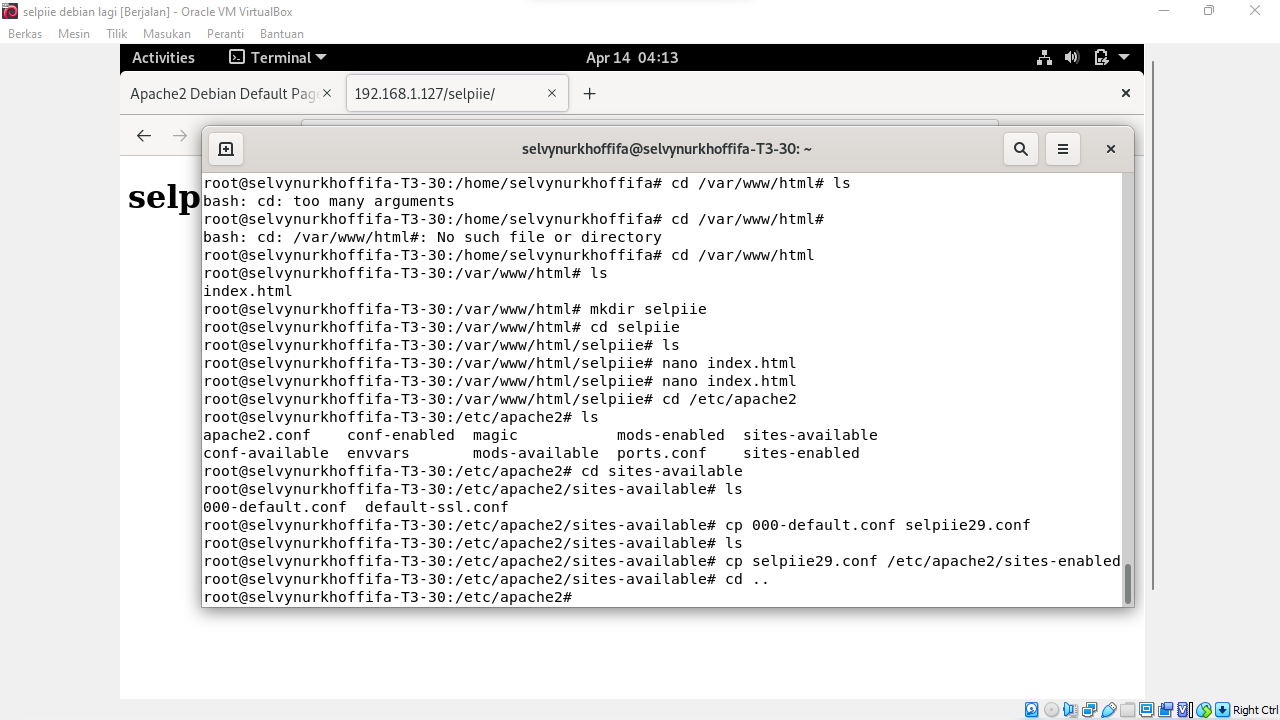 selpiie debian lagi [Berjalan] - Oracle VM VirtualBox
Berkas Mesin Tilik Masukan Peranti Bantuan
Activities Terminal Apr 14 04:13
Apache2 Debian Default Pag 192.168.1.127/selpiie/
selvynurkhoffifa@selvynurkhoffifa-T3-30: ~
selp
root@selvynurkhoffifa-T3-30:/home/selvynurkhoffifa# cd /var/www/html# ls
bash: cd: too many arguments
root@selvynurkhoffifa-T3-30:/home/selvynurkhoffifa# cd /var/www/html#
bash: cd: /var/www/html#: No such file or directory
root@selvynurkhoffifa-T3-30:/home/selvynurkhoffifa# cd /var/www/html
root@selvynurkhoffifa-T3-30:/var/www/html# ls
index.html
root@selvynurkhoffifa-T3-30:/var/www/html# mkdir selpiie
root@selvynurkhoffifa-T3-30:/var/www/html# cd selpiie
root@selvynurkhoffifa-T3-30:/var/www/html/selpiie# ls
root@selvynurkhoffifa-T3-30:/var/www/html/selpiie# nano index.html
root@selvynurkhoffifa-T3-30:/var/www/html/selpiie# nano index.html
root@selvynurkhoffifa-T3-30:/var/www/html/selpiie# cd /etc/apache2
root@selvynurkhoffifa-T3-30:/etc/apache2# ls
apache2.conf conf-enabled magic mods-enabled sites-available
conf-available envvars mods-available ports.conf sites-enabled
root@selvynurkhoffifa-T3-30:/etc/apache2# cd sites-available
root@selvynurkhoffifa-T3-30:/etc/apache2/sites-available# ls
000-default.conf default-ssl.conf
root@selvynurkhoffifa-T3-30:/etc/apache2/sites-available# cp 000-default.conf selpiie29.conf
root@selvynurkhoffifa-T3-30:/etc/apache2/sites-available# ls
root@selvynurkhoffifa-T3-30:/etc/apache2/sites-available# cp selpiie29.conf /etc/apache2/sites-enabled
root@selvynurkhoffifa-T3-30:/etc/apache2/sites-available# cd ..
root@selvynurkhoffifa-T3-30:/etc/apache2#
Right Ctrl